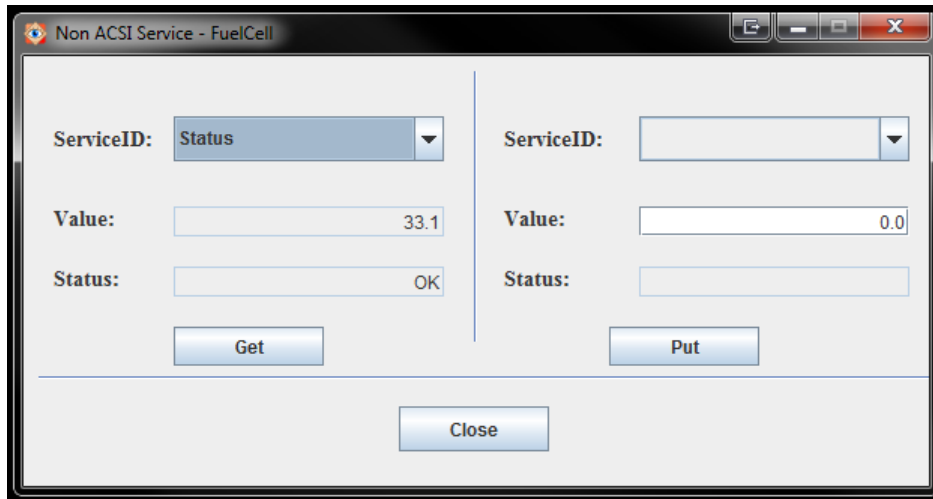 Non ACSI Service - FuelCell
ServiceID: Status
Value: 33.1
Status: OK
Get
ServiceID:
Value: 0.0
Status:
Put
Close